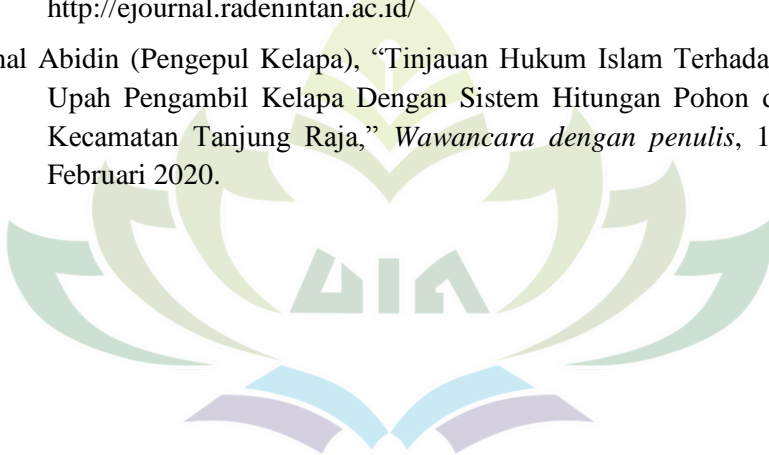 http://ejournal.radenintan.ac.id/
nal Abidin (Pengepul Kelapa), “Tinjauan Hukum Islam Terhada
Upah Pengambil Kelapa Dengan Sistem Hitungan Pohon
Kecamatan Tanjung Raja,” Wawancara dengan penulis, 1
Februari 2020.
UIN